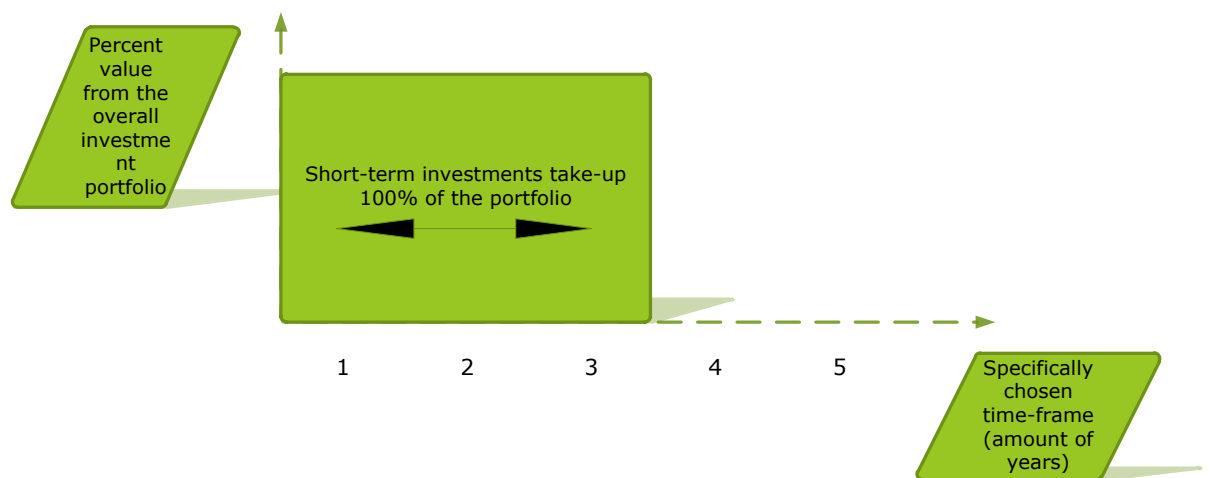 Percent
value
from the
overall
investme
nt
portfolio
Short-term investments take-up
100% of the portfolio
1 2 3 4 5
Specifically
chosen
time-frame
(amount of
years)